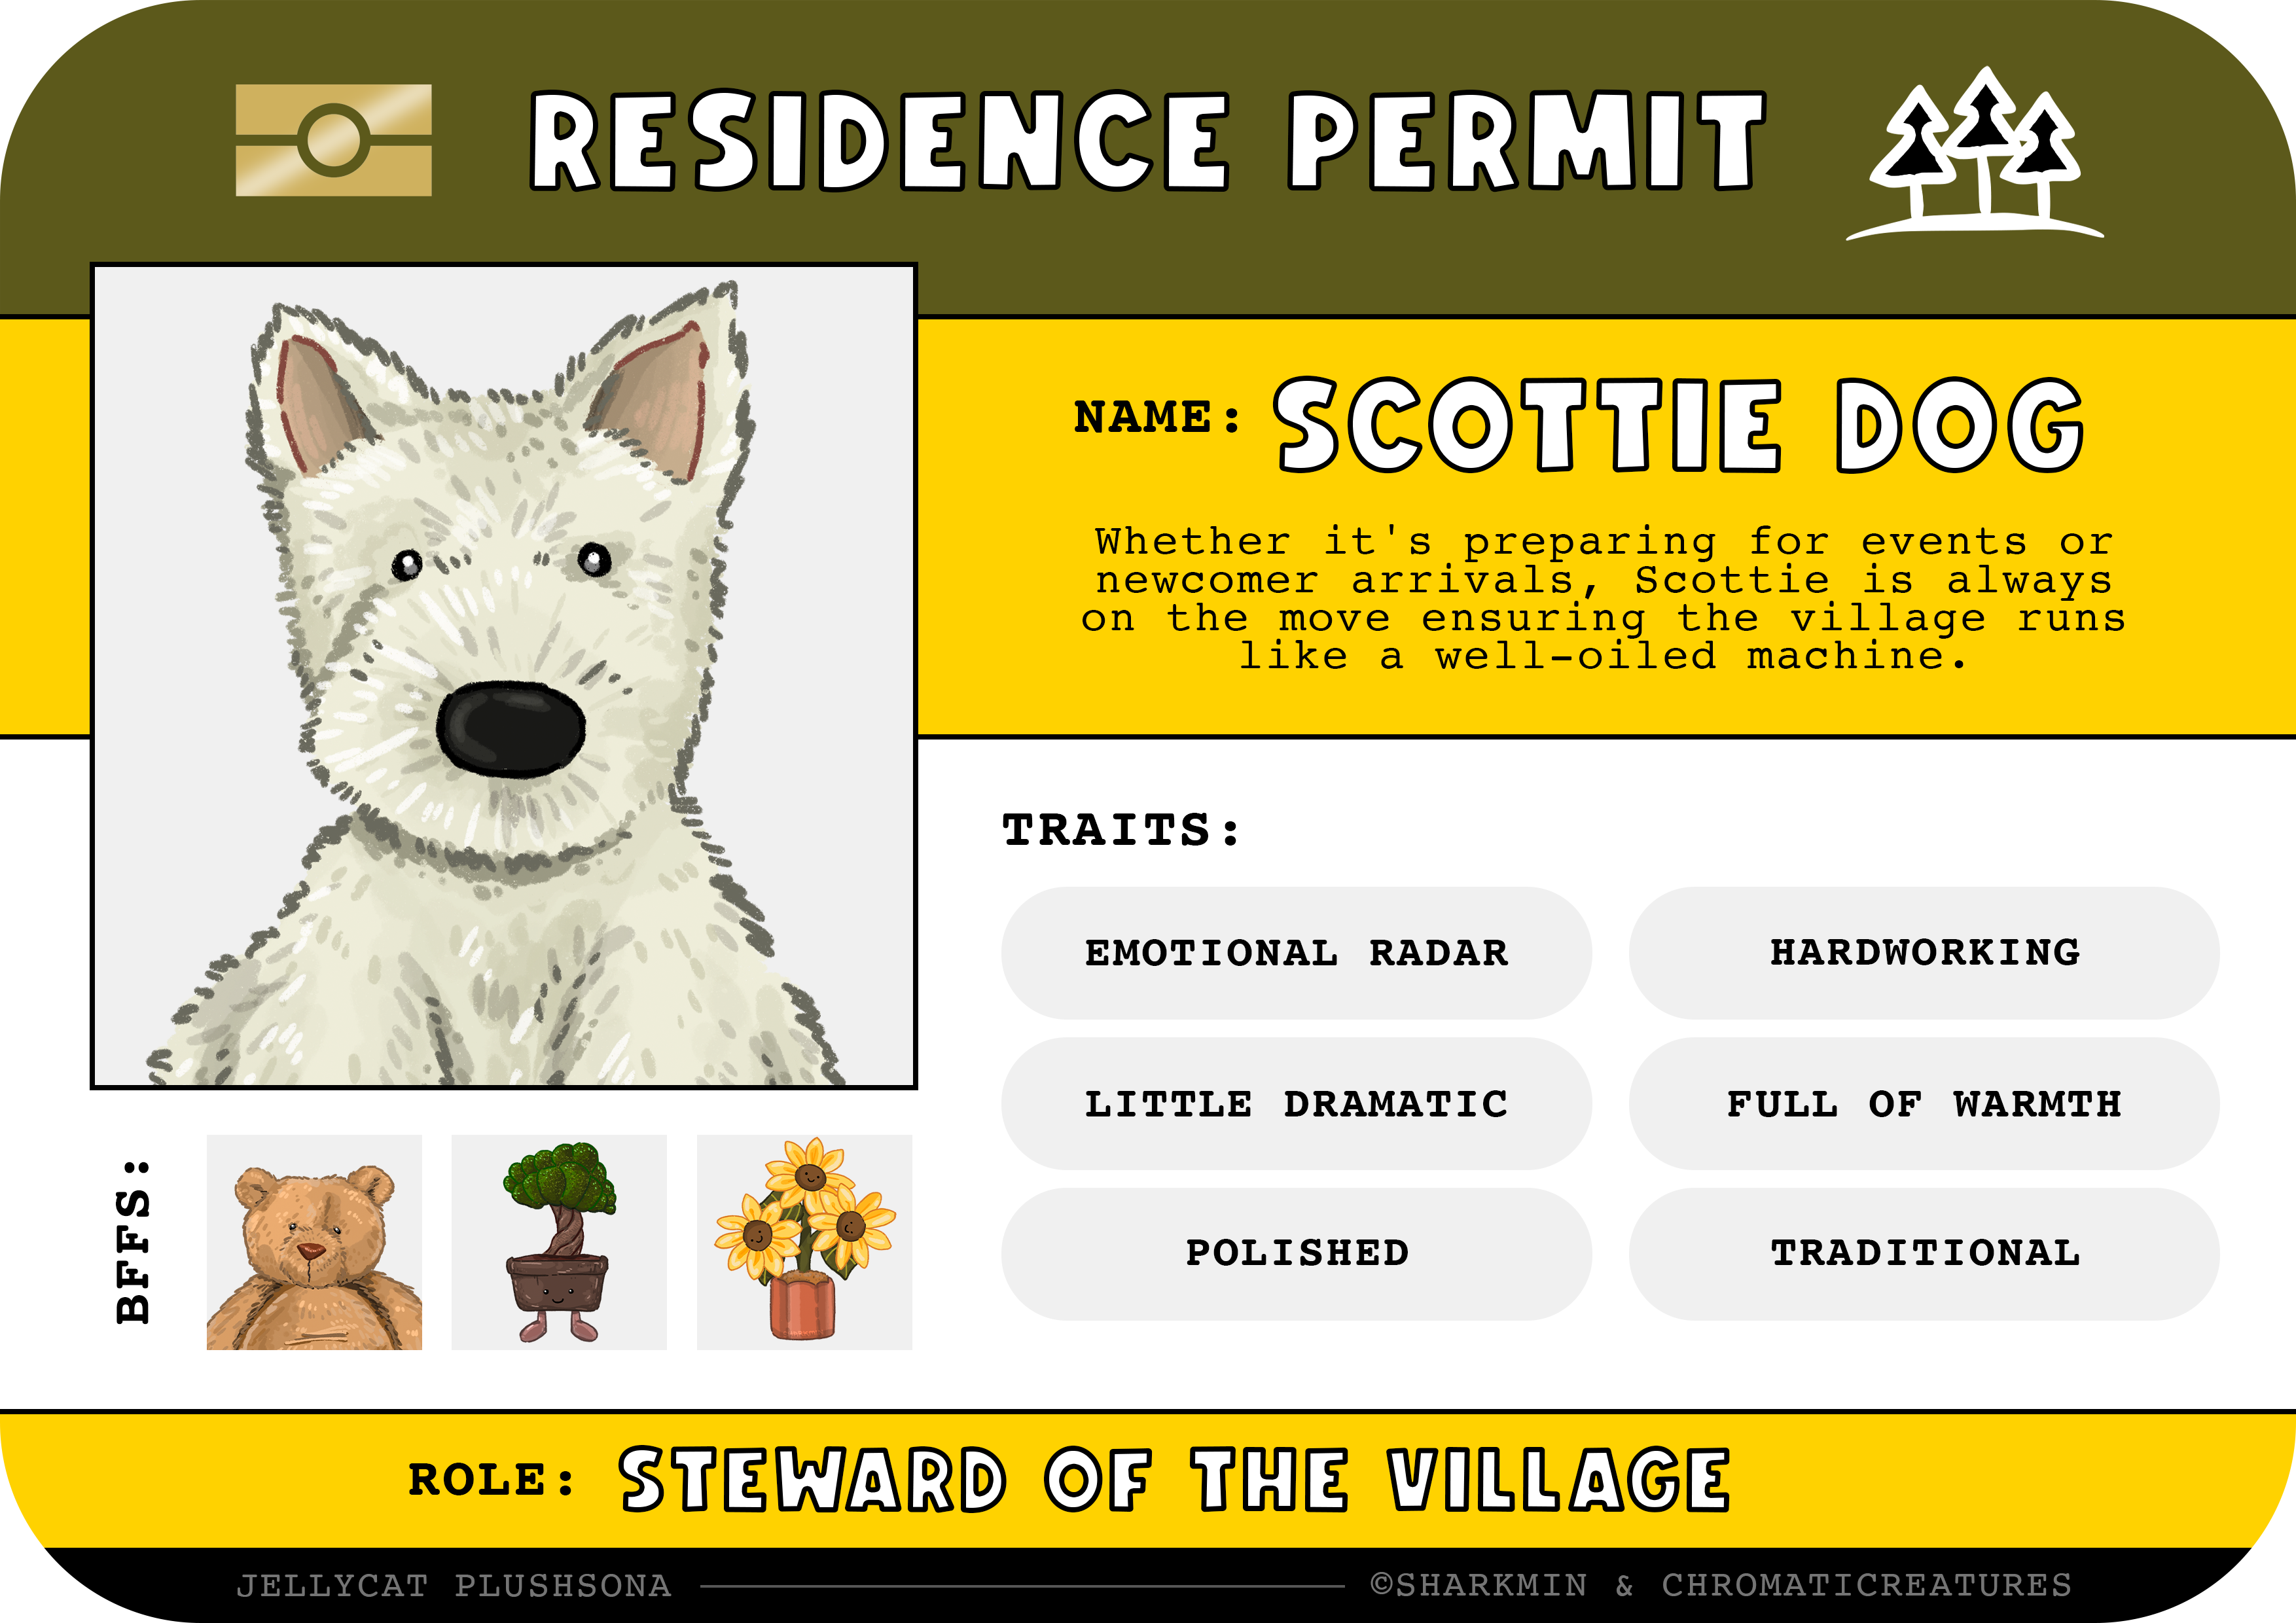 RESIDENCE PERMIT
NAME: SCOTTIE DOG
Whether it's preparing for events or
newcomer arrivals, Scottie is always
on the move ensuring the village runs
like a well-oiled machine.
TRAITS:
EMOTIONAL RADAR
HARDWORKING
LITTLE DRAMATIC
FULL OF WARMTH
POLISHED
TRADITIONAL
BFFS:
ROLE: STEWARD OF THE VILLAGE
JELLYCAT PLUSHSONA
©SHARKMIN & CHROMATICREATURES